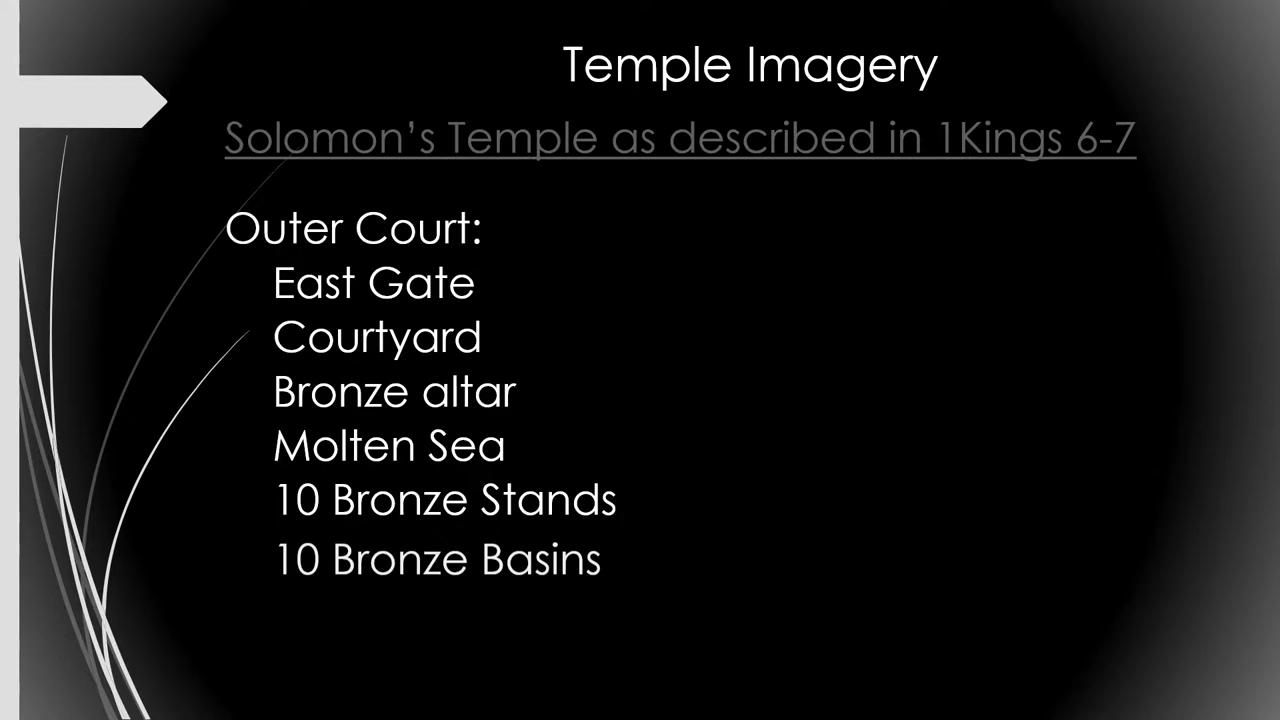 Temple Imagery
Solomon’s Temple as described in 1Kings 6-7
Outer Court:
East Gate
Courtyard
Bronze altar
Molten Sea
10 Bronze Stands
10 Bronze Basins